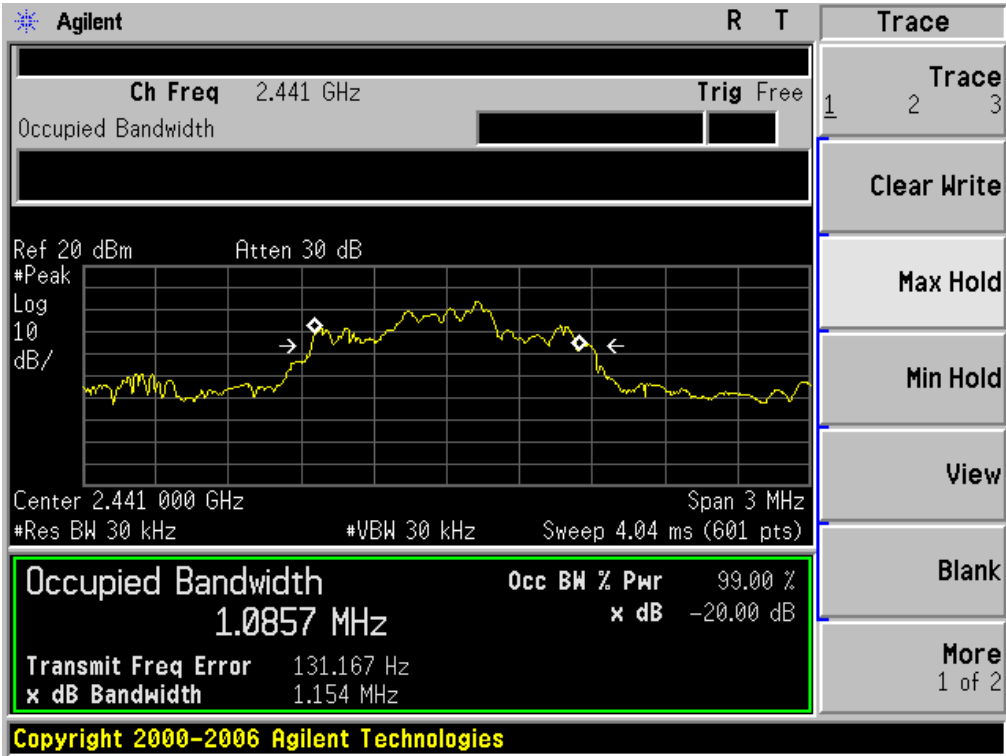 Agilent R T
Ch Freq 2.441 GHz Trig Free
Occupied Bandwidth
Ref 20 dBm Atten 30 dB
#Peak
Log
10
dB/
Center 2.441 000 GHz Span 3 MHz
#Res BW 30 kHz #VBW 30 kHz Sweep 4.04 ms (601 pts)
Occupied Bandwidth Occ BW % Pwr 99.00 %
1.0857 MHz x dB -20.00 dB
Transmit Freq Error 131.167 Hz
x dB Bandwidth 1.154 MHz
Copyright 2000-2006 Agilent Technologies
Trace
Trace
1 2 3
Clear Write
Max Hold
Min Hold
View
Blank
More
1 of 2